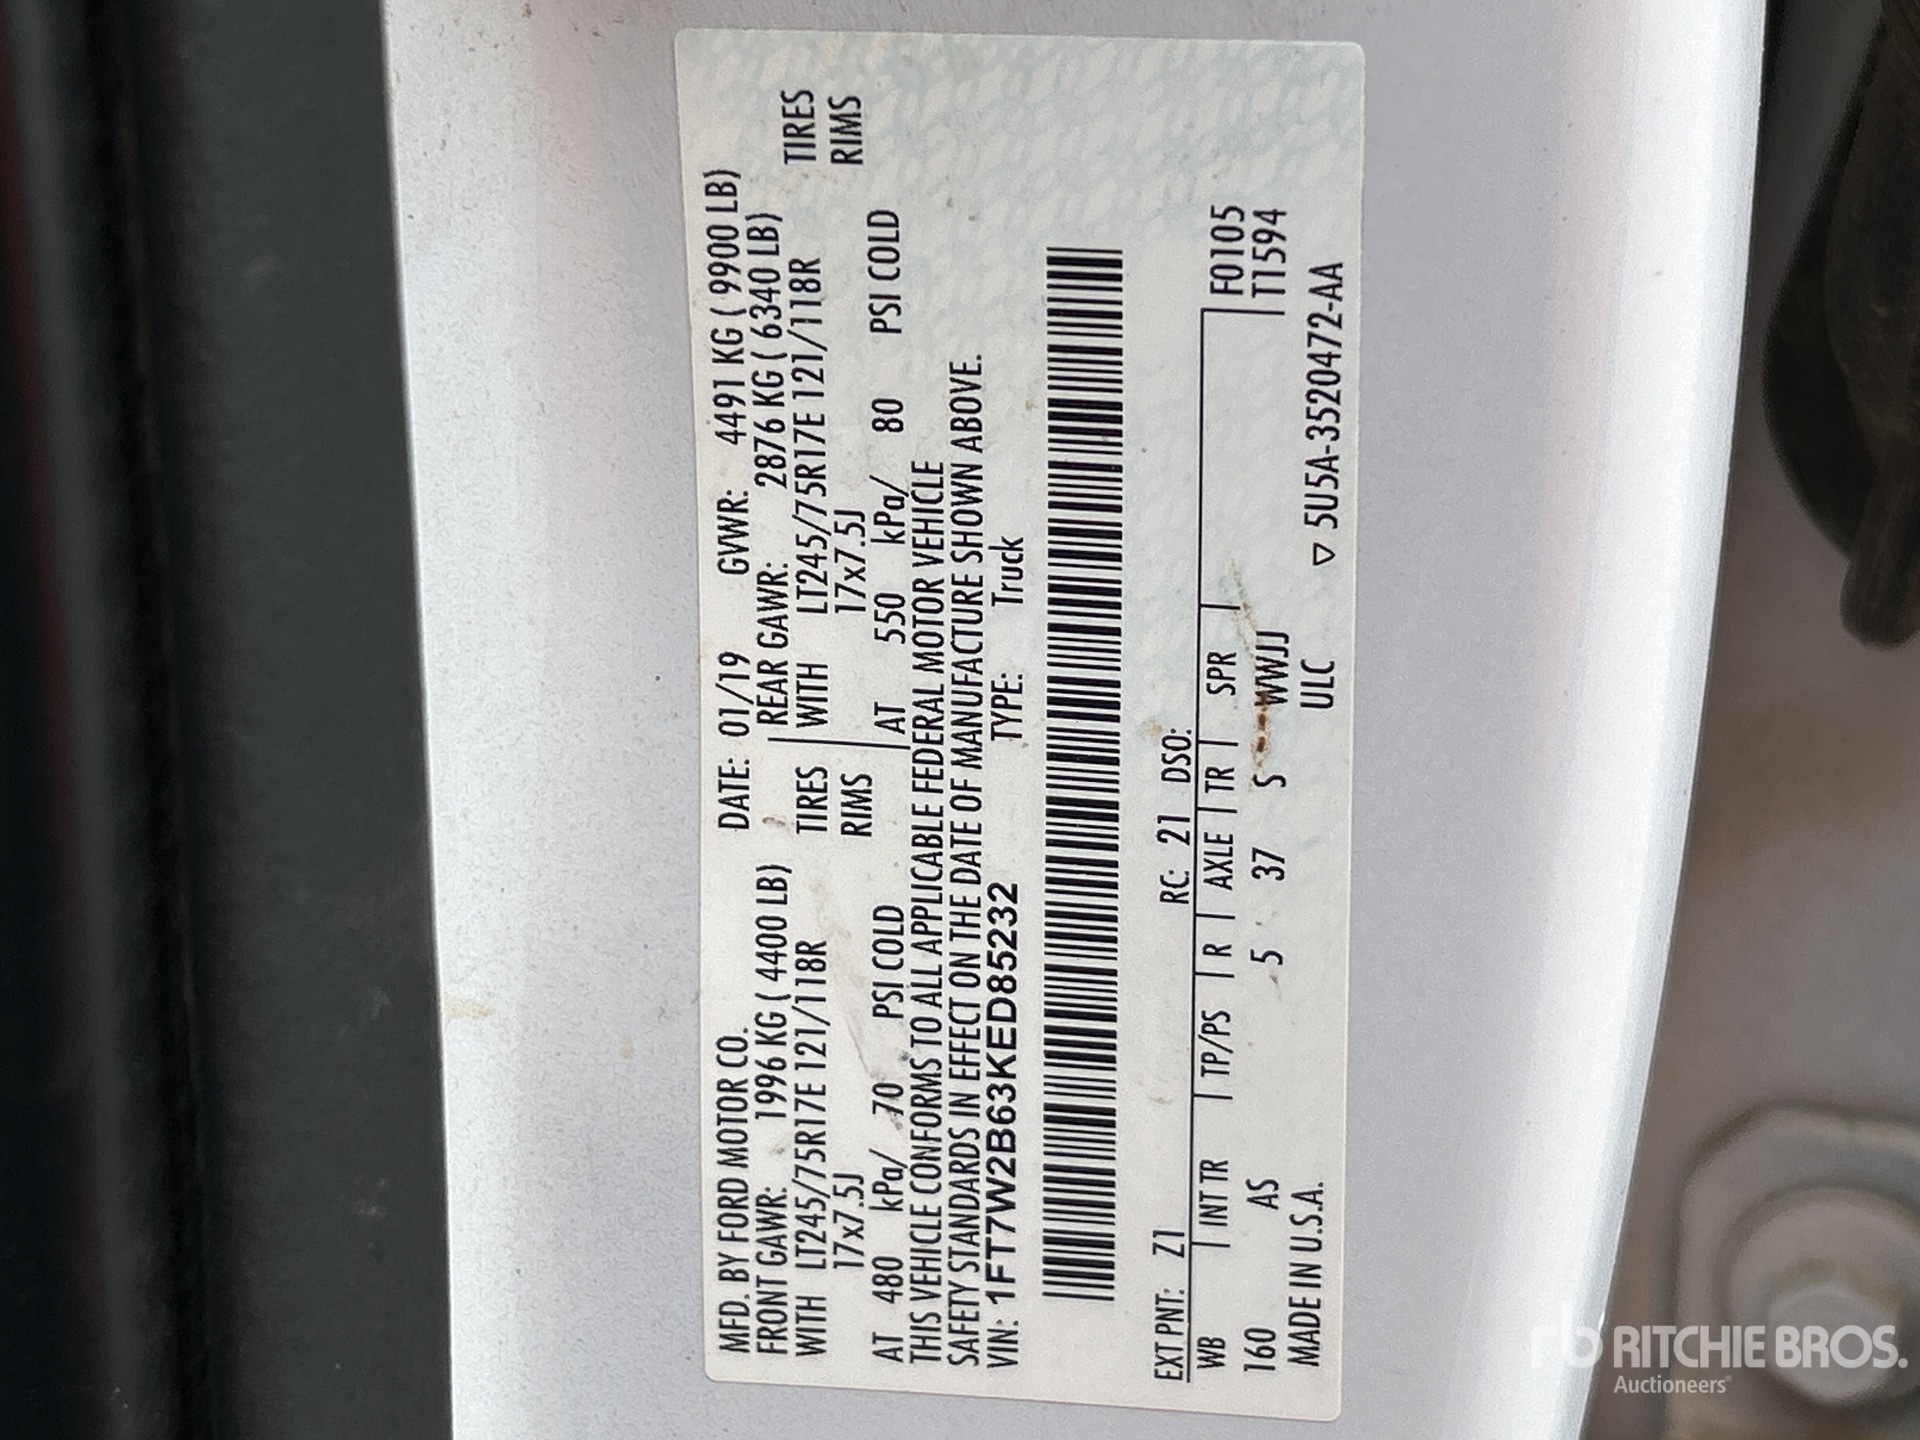 MFD. BY FORD MOTOR CO. DATE: 01/19 GVWR: 4491 KG ( 9900 LB)
FRONT GAWR: 1996 KG ( 4400 LB) REAR GAWR: 2876 KG ( 6340 LB)
WITH LT245/75R17E 121/118R TIRES WITH LT245/75R17E 121/118R TIRES
17x7.5J RIMS 17x7.5J RIMS
AT 480 kPa/ 70 PSI COLD AT 550 kPa/ 80 PSI COLD
THIS VEHICLE CONFORMS TO ALL APPLICABLE FEDERAL MOTOR VEHICLE
SAFETY STANDARDS IN EFFECT ON THE DATE OF MANUFACTURE SHOWN ABOVE.
VIN: 1FT7W2B63KED85232 TYPE: Truck
EXT PNT: Z1 RC: 21 DSO:
WB INT TR TP/PS R AXLE TR SPR F0105
160 AS 5 37 S WWJJ T1594
MADE IN U.S.A. ULC ▽ 5U5A-3520472-AA
rb RITCHIE BROS.
Auctioneers